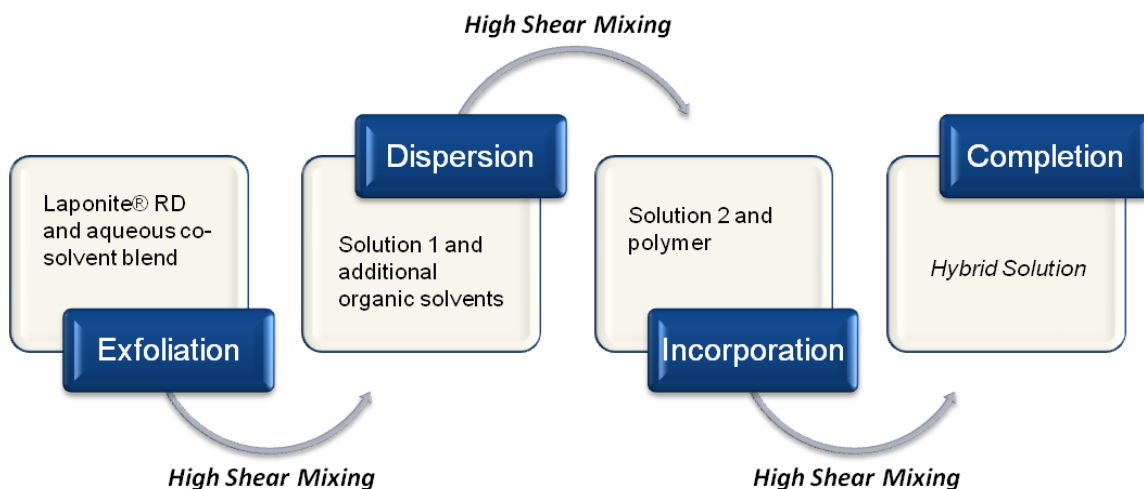 High Shear Mixing
Laponite® RD
and aqueous co-
solvent blend
Exfoliation
High Shear Mixing
Dispersion
Solution 1 and
additional
organic solvents
Solution 2 and
polymer
Incorporation
High Shear Mixing
Completion
Hybrid Solution